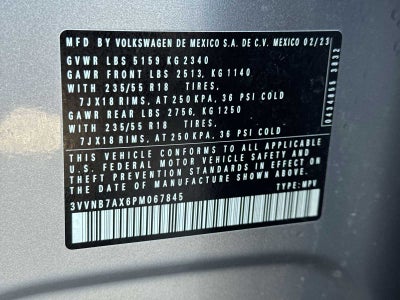 MFD BY VOLKSWAGEN DE MEXICO S.A. DE C.V. MEXICO 02/23
GVWR LBS 5159 KG 2340
GAWR FRONT LBS 2513, KG 1140
WITH 235/55 R18 TIRES,
7JX18 RIMS, AT 250 KPA, 36 PSI COLD
GAWR REAR LBS 2756, KG 1250
WITH 235/55 R18 TIRES,
7JX18 RIMS, AT 250 KPA, 36 PSI COLD
THIS VEHICLE CONFORMS TO ALL APPLICABLE
U.S. FEDERAL MOTOR VEHICLE SAFETY AND
THEFT PREVENTION STANDARDS IN EFFECT ON
THE DATE OF MANUFACTURE SHOWN ABOVE.
3VVNB7AX6PM067845 TYPE: MPV